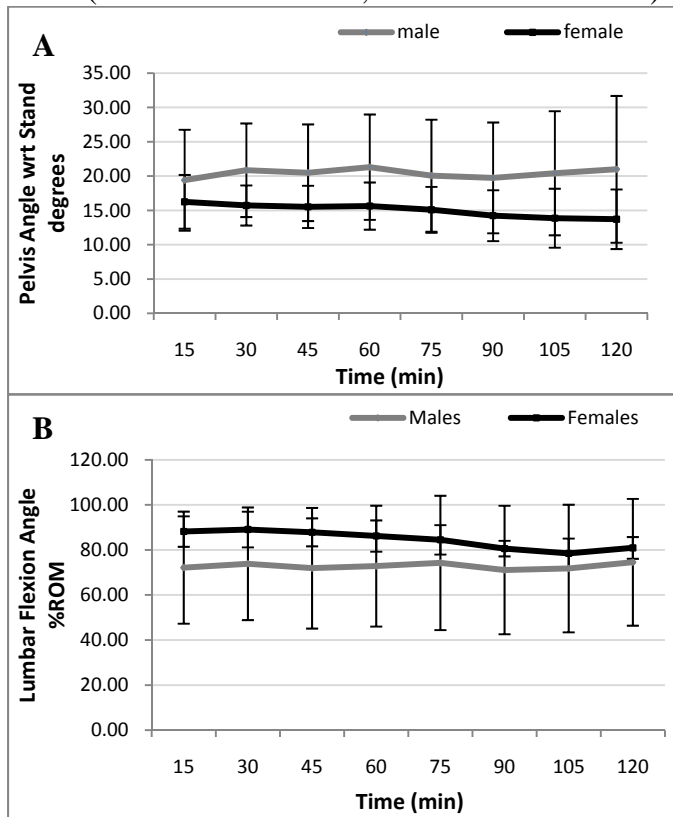 A
male female
35.00
30.00
25.00
20.00
15.00
10.00
5.00
0.00
Pelvis Angle wrt Stand
degrees
15 30 45 60 75 90 105 120
Time (min)
B
Males Females
120.00
100.00
80.00
60.00
40.00
20.00
0.00
Lumbar Flexion Angle
%ROM
15 30 45 60 75 90 105 120
Time (min)